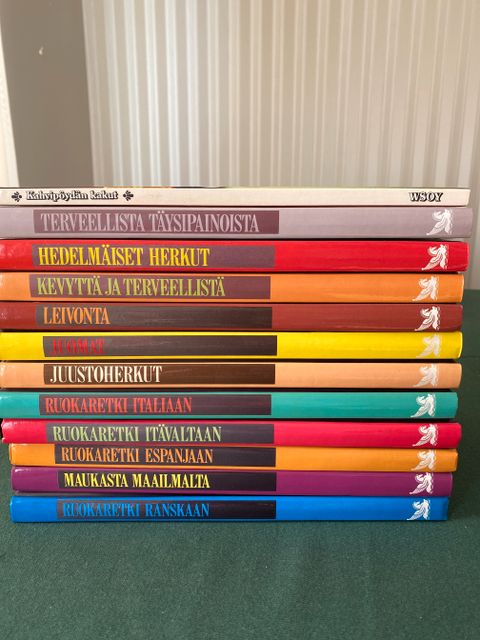 Kahvipöydän kakut WSOY
TERVEELLISTA TÄYSIPAINOISTA
HEDELMÄISET HERKUT
KEVYTTÄ JA TERVEELLISTÄ
LEIVONTA
JUOMAT
JUUSTOHERKUT
RUOKARETKI ITALIAAN
RUOKARETKI ITÄVALTAAN
RUOKARETKI ESPANJAAN
MAUKASTA MAAILMALTA
RUOKARETKI RANSKAAN